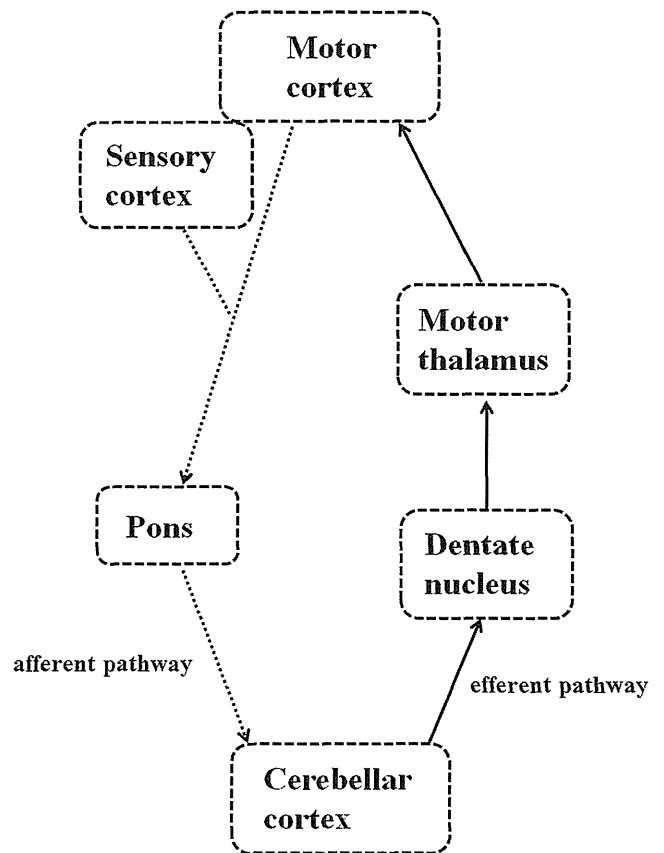 Motor
cortex
Sensory
cortex
Motor
thalamus
Pons
Dentate
nucleus
afferent pathway
efferent pathway
Cerebellar
cortex